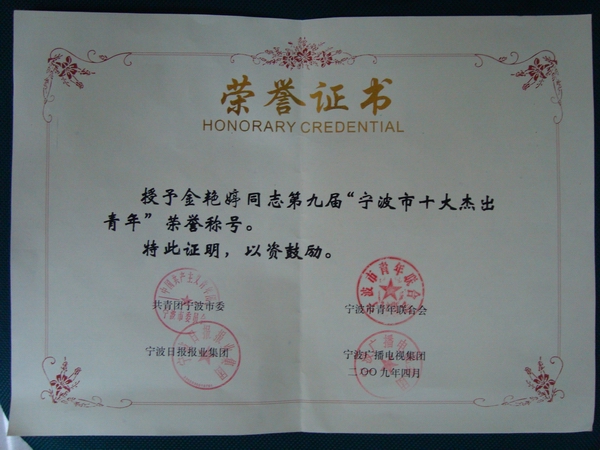 荣誉证书
HONORARY CREDENTIAL
授予金艳婷同志第九届“宁波市十大杰出
青年”荣誉称号。
特此证明，以资鼓励。
共青团宁波市委
宁波市青年联合会
宁波日报报业集团
宁波广播电视集团
二〇〇九年四月